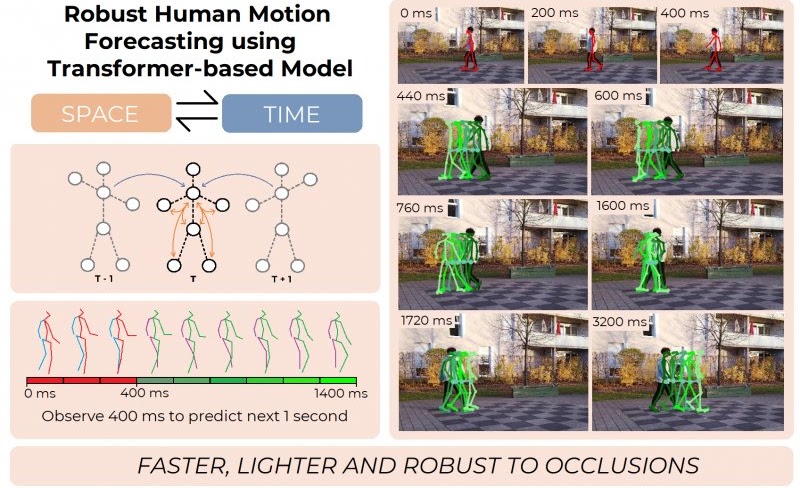 Robust Human Motion
Forecasting using
Transformer-based Model
SPACE
TIME
T - 1
T
T + 1
0 ms
400 ms
1400 ms
Observe 400 ms to predict next 1 second
0 ms
200 ms
400 ms
440 ms
600 ms
760 ms
1600 ms
1720 ms
3200 ms
FASTER, LIGHTER AND ROBUST TO OCCLUSIONS